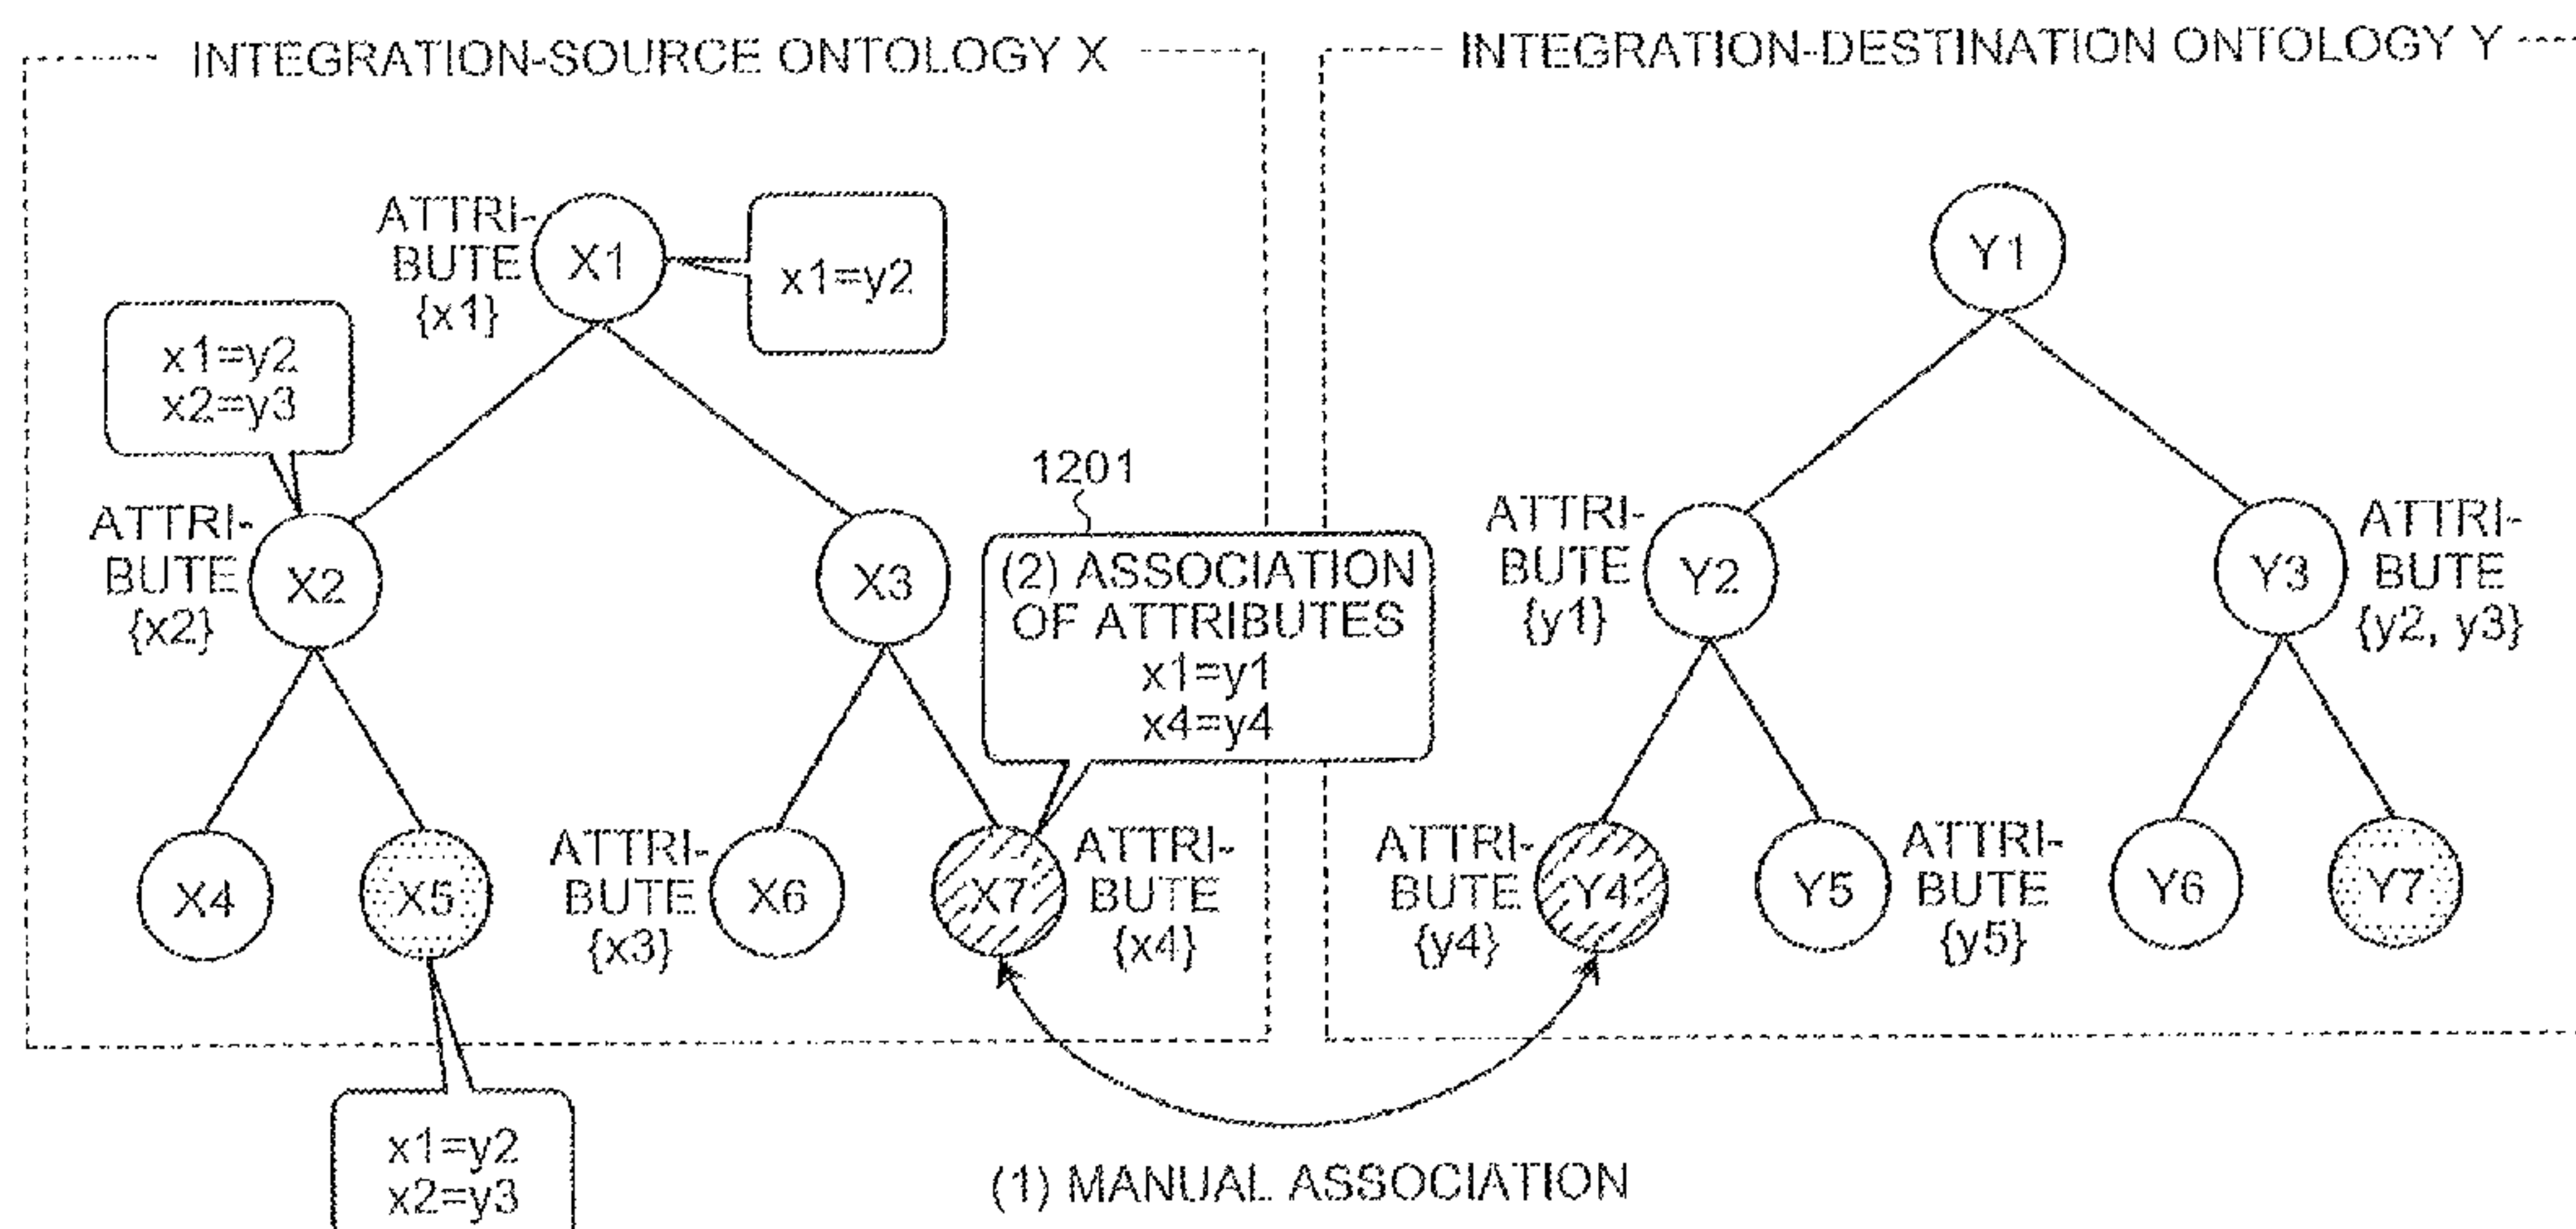 INTEGRATION-SOURCE ONTOLOGY X
INTEGRATION-DESTINATION ONTOLOGY Y
ATTRI-
BUTE
{x1}
X1
x1=y2
x1=y2
x2=y3
ATTRI-
BUTE
{x2}
X2
X3
1201
(2) ASSOCIATION
OF ATTRIBUTES
x1=y1
x4=y4
X4
X5
ATTRI-
BUTE
{x3}
X6
X7
ATTRI-
BUTE
{x4}
x1=y2
x2=y3
Y1
ATTRI-
BUTE
{y1}
Y2
Y3
ATTRI-
BUTE
{y2, y3}
ATTRI-
BUTE
{y4}
Y4
Y5
ATTRI-
BUTE
{y5}
Y6
Y7
(1) MANUAL ASSOCIATION